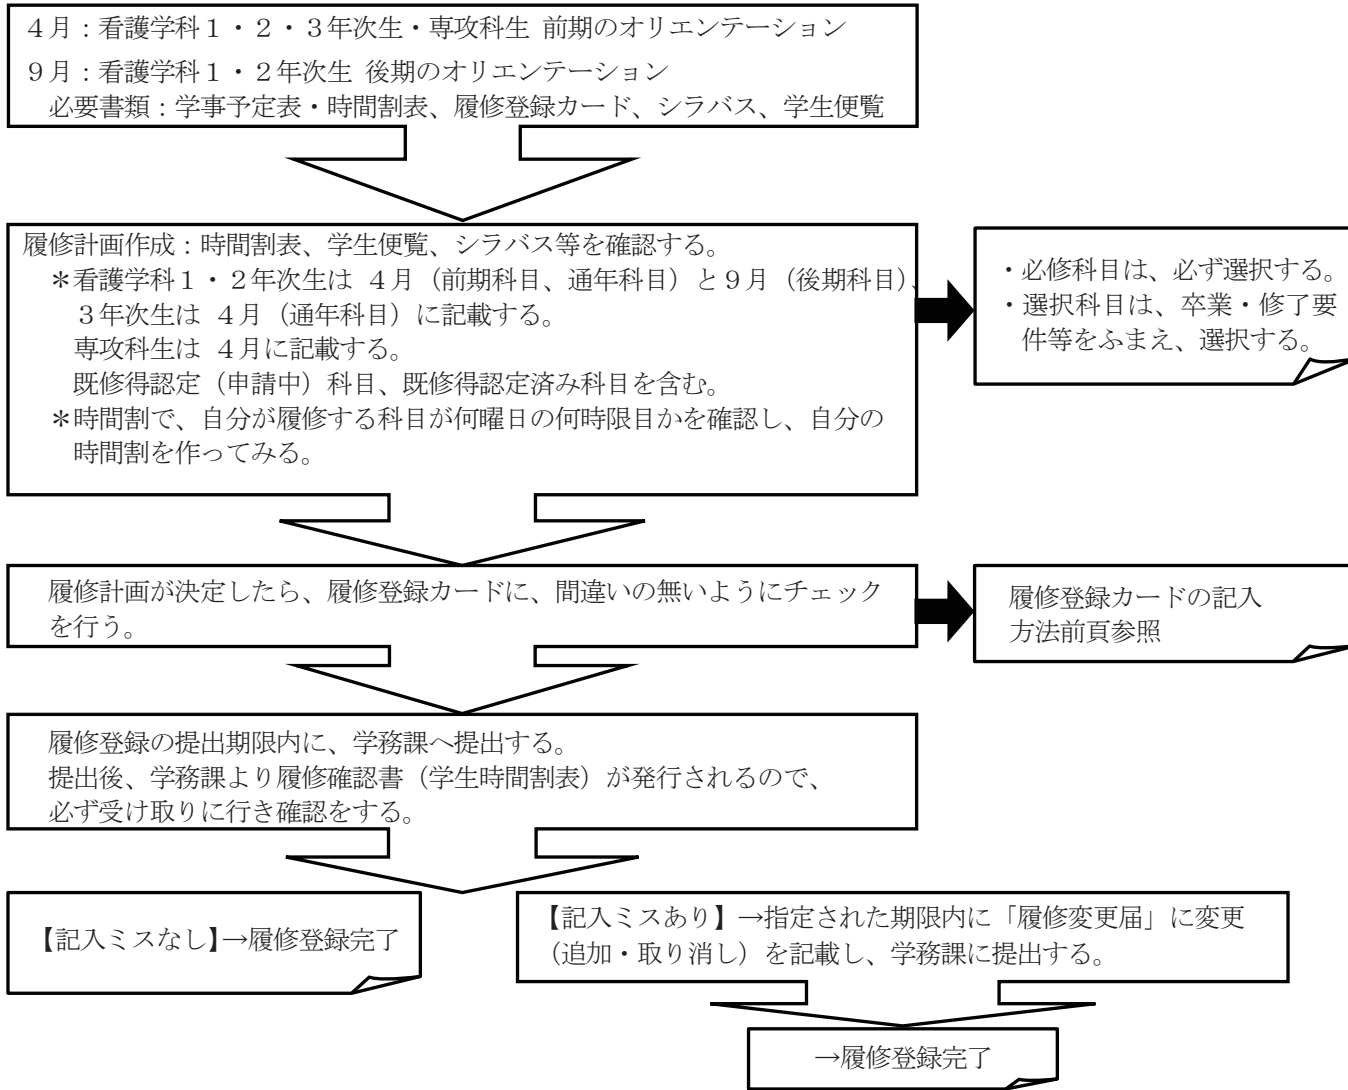 ４月：看護学科１・２・３年次生・専攻科生 前期のオリエンテーション
９月：看護学科１・２年次生 後期のオリエンテーション
必要書類：学事予定表・時間割表、履修登録カード、シラバス、学生便覧
履修計画作成：時間割表、学生便覧、シラバス等を確認する。
＊看護学科１・２年次生は ４月（前期科目、通年科目）と９月（後期科目）、
３年次生は ４月（通年科目）に記載する。
専攻科生は ４月に記載する。
既修得認定（申請中）科目、既修得認定済み科目を含む。
＊時間割で、自分が履修する科目が何曜日の何時限目かを確認し、自分の
時間割を作ってみる。
・必修科目は、必ず選択する。
・選択科目は、卒業・修了要
件等をふまえ、選択する。
履修計画が決定したら、履修登録カードに、間違いの無いようにチェック
を行う。
履修登録カードの記入
方法前頁参照
履修登録の提出期限内に、学務課へ提出する。
提出後、学務課より履修確認書（学生時間割表）が発行されるので、
必ず受け取りに行き確認をする。
【記入ミスなし】→履修登録完了
【記入ミスあり】→指定された期限内に「履修変更届」に変更
（追加・取り消し）を記載し、学務課に提出する。
→履修登録完了